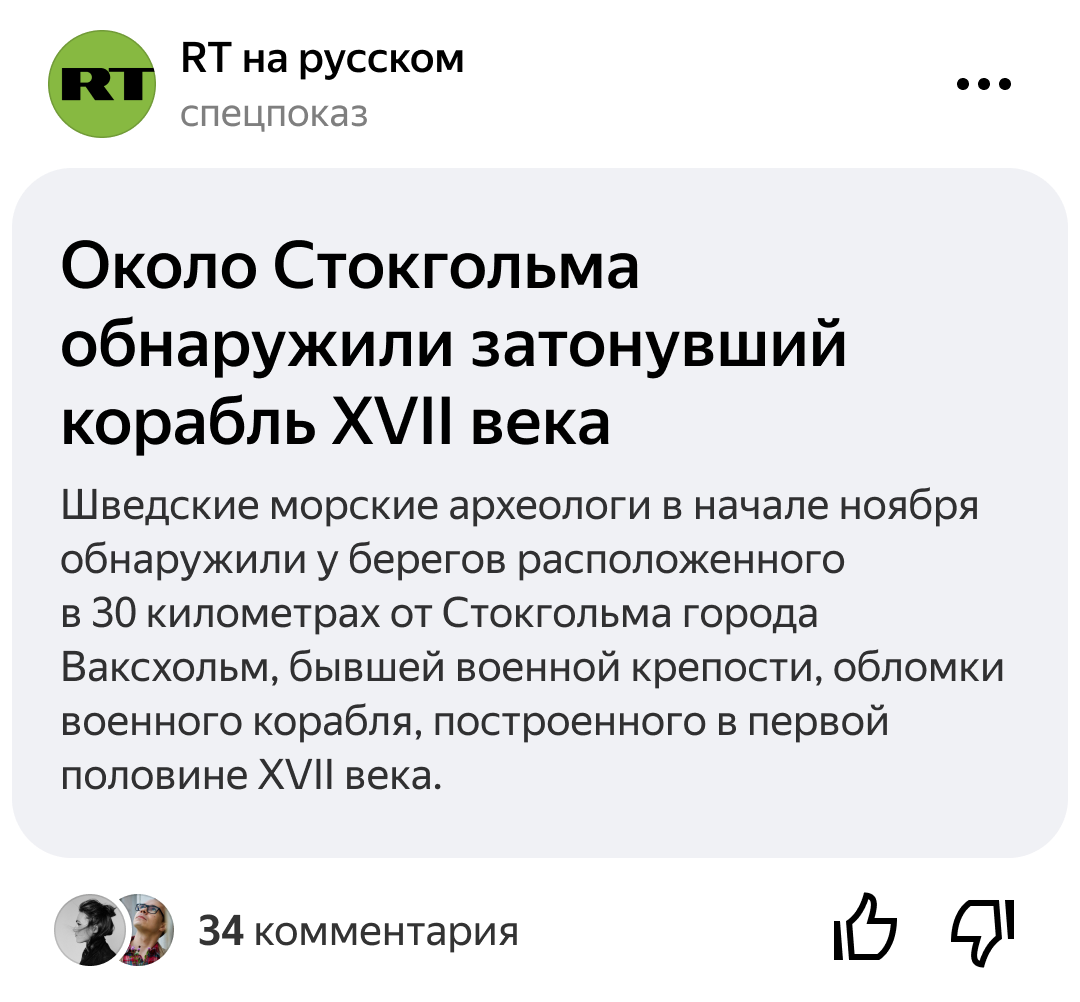 RT
RT на русском
спецпоказ
Около Стокгольма
обнаружили затонувший
корабль XVII века
Шведские морские археологи в начале ноября
обнаружили у берегов расположенного
в 30 километрах от Стокгольма города
Ваксхольм, бывшей военной крепости, обломки
военного корабля, построенного в первой
половине XVII века.
34 комментария